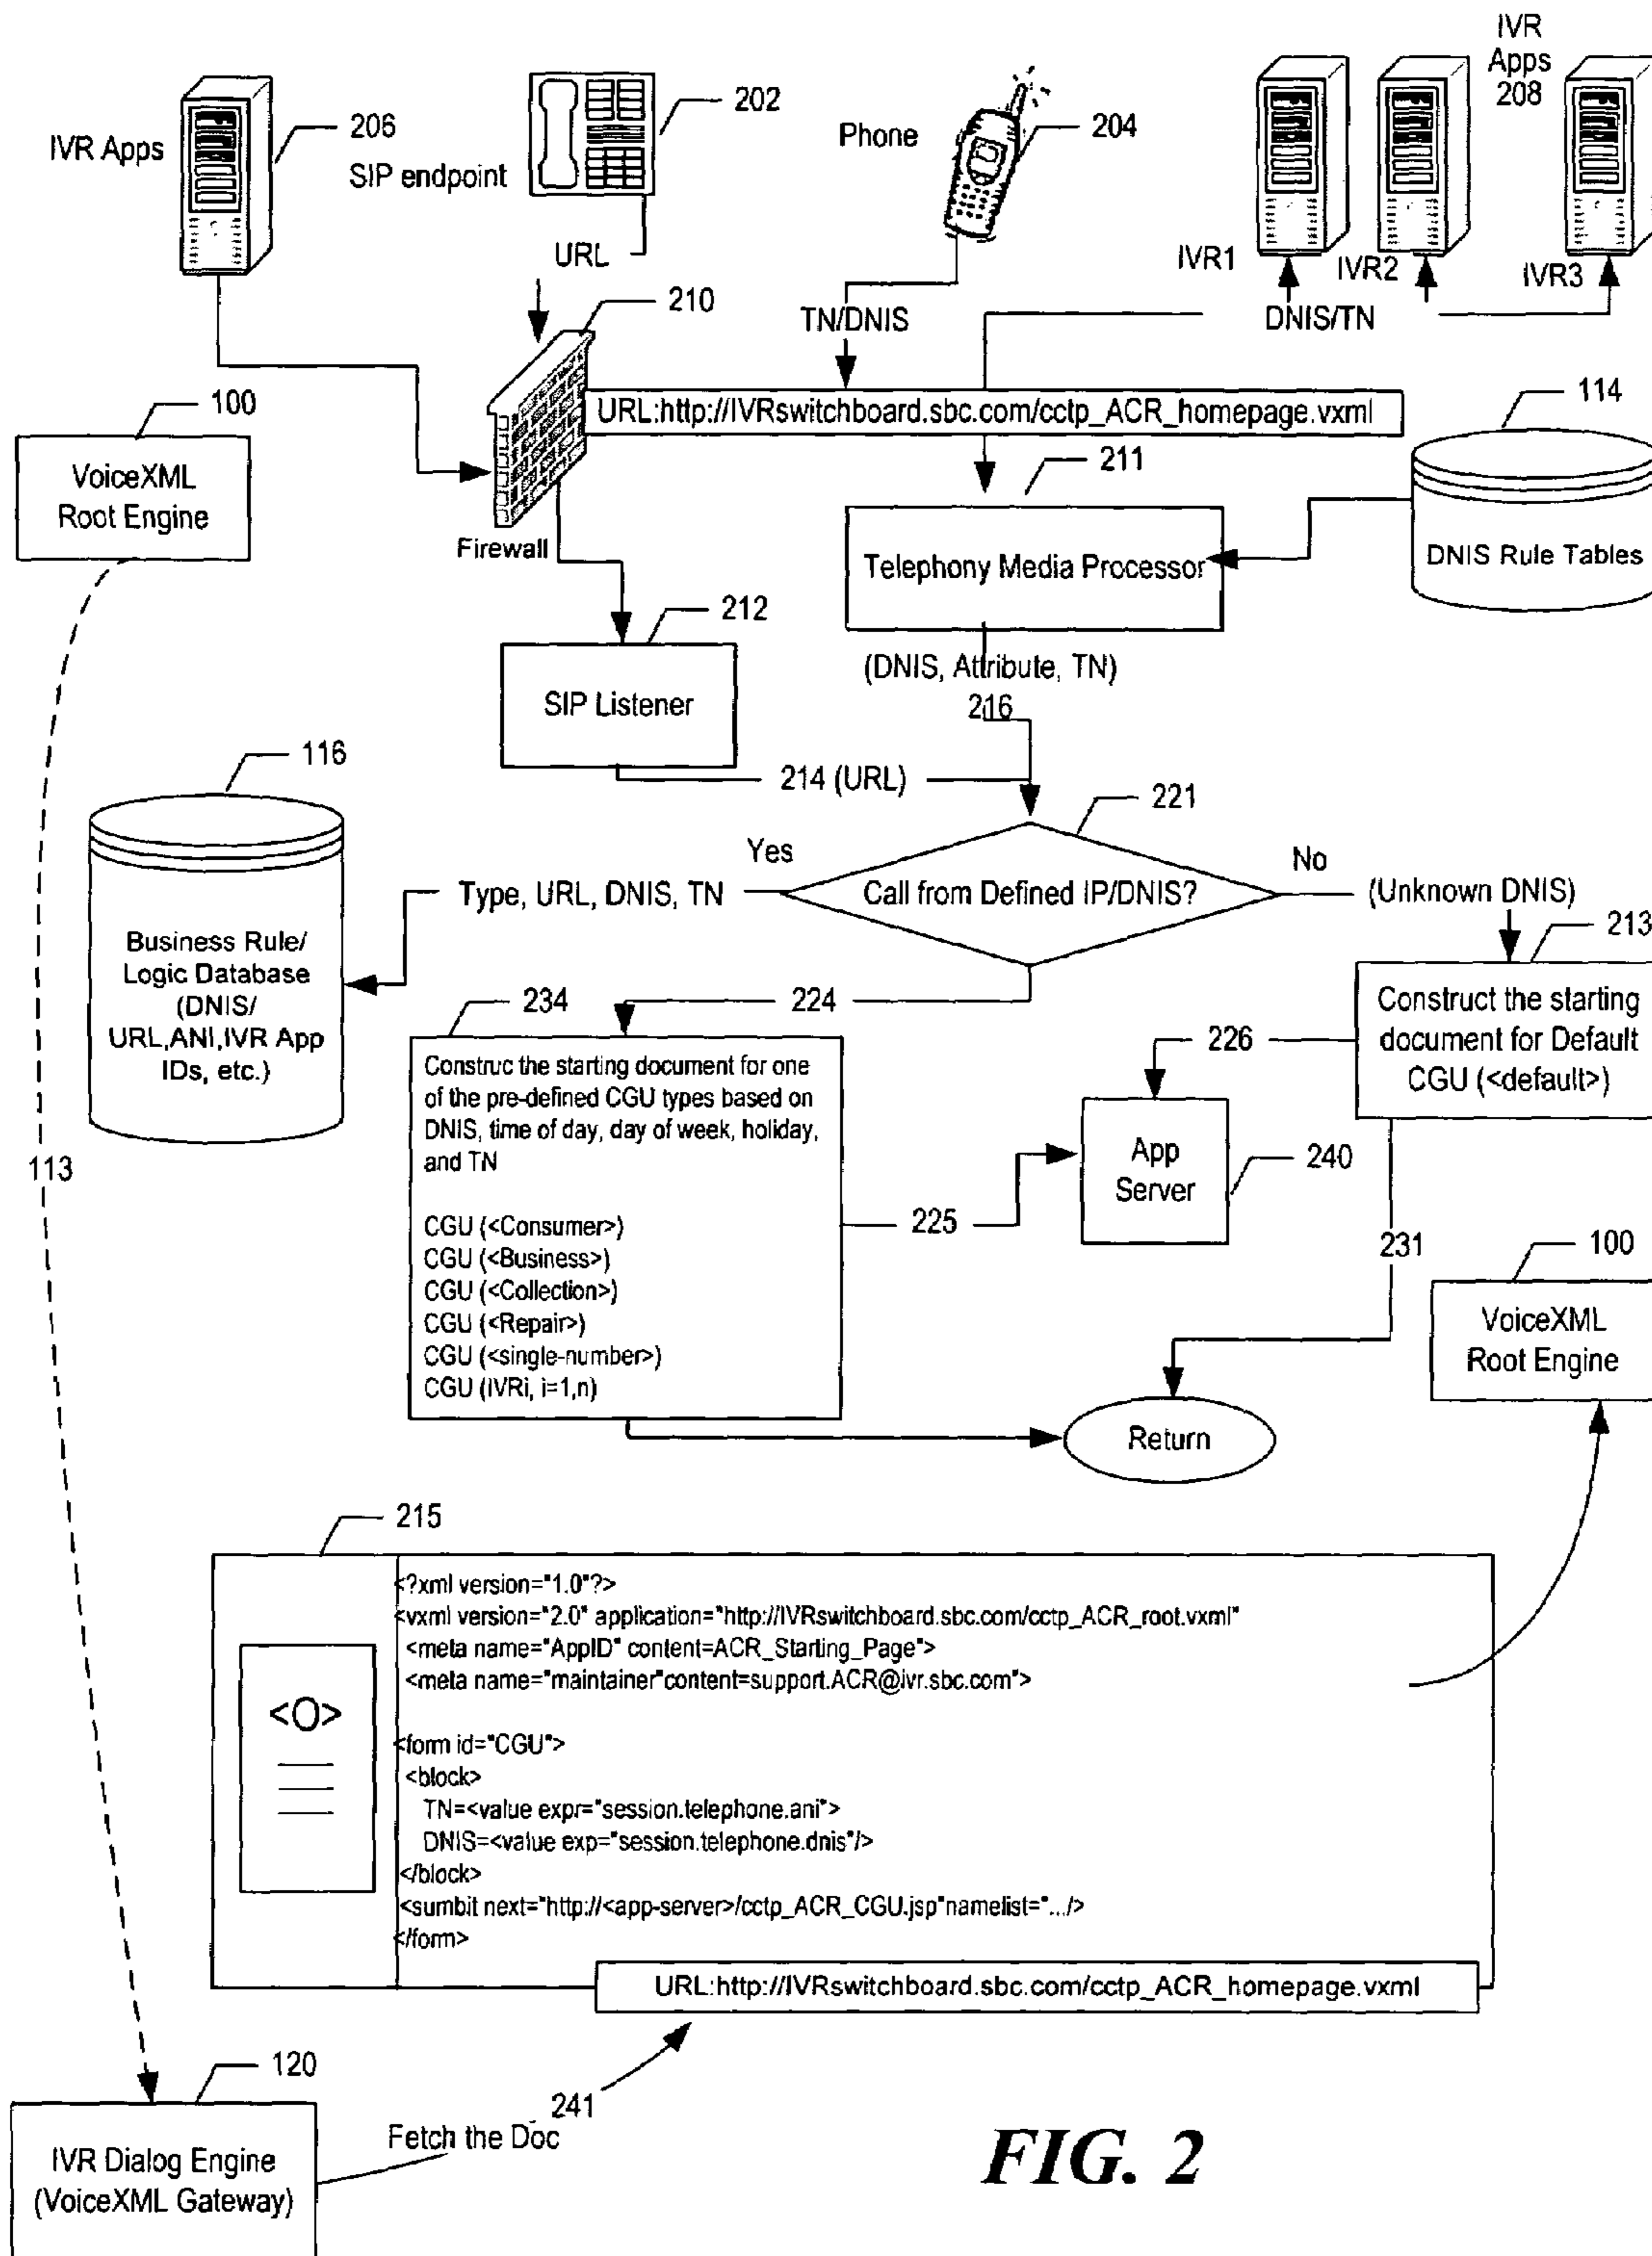 IVR
Apps
208
IVR Apps
206
SIP endpoint
202
URL
Phone
204
IVR1
IVR2
IVR3
210
TN/DNIS
DNIS/TN
100
URL:http://IVRswitchboard.sbc.com/cctp_ACR_homepage.vxml
114
VoiceXML
Root Engine
211
Firewall
Telephony Media Processor
DNIS Rule Tables
212
(DNIS, Attribute, TN)
216
SIP Listener
116
214 (URL)
221
Yes
No
Type, URL, DNIS, TN
Call from Defined IP/DNIS?
(Unknown DNIS)
213
Business Rule/
Logic Database
(DNIS/
URL,ANI,IVR App
IDs, etc.)
234
224
Construct the starting
document for Default
CGU (<default>)
226
Construc the starting document for one
of the pre-defined CGU types based on
DNIS, time of day, day of week, holiday,
and TN
CGU (<Consumer>)
CGU (<Business>)
CGU (<Collection>)
CGU (<Repair>)
CGU (<single-number>)
CGU (IVRi, i=1,n)
113
App
Server
240
225
231
100
VoiceXML
Root Engine
Return
215
<?xml version="1.0"?>
<vxml version="2.0" application="http://IVRswitchboard.sbc.com/cctp_ACR_root.vxml"
<meta name="AppID" content=ACR_Starting_Page">
<meta name="maintainer"content=support.ACR@ivr.sbc.com">
<O>
<form id="CGU">
<block>
TN=<value expr="session.telephone.ani">
DNIS=<value exp="session.telephone.dnis"/>
</block>
<sumbit next="http://<app-server>/cctp_ACR_CGU.jsp"namelist=".../>
</form>
URL:http://IVRswitchboard.sbc.com/cctp_ACR_homepage.vxml
120
241
Fetch the Doc
IVR Dialog Engine
(VoiceXML Gateway)
FIG. 2